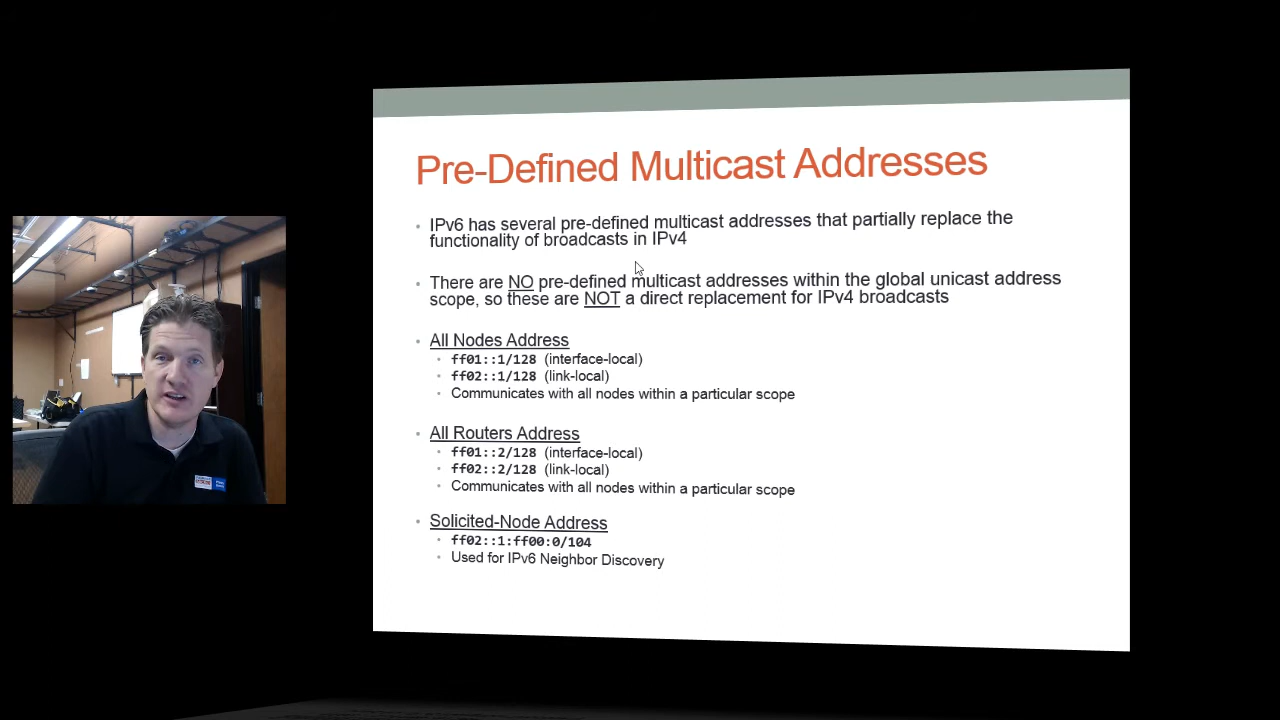 Pre-Defined Multicast Addresses
IPv6 has several pre-defined multicast addresses that partially replace the
functionality of broadcasts in IPv4
There are NO pre-defined multicast addresses within the global unicast address
scope, so these are NOT a direct replacement for IPv4 broadcasts
All Nodes Address
ff01::1/128 (interface-local)
ff02::1/128 (link-local)
Communicates with all nodes within a particular scope
All Routers Address
ff01::2/128 (interface-local)
ff02::2/128 (link-local)
Communicates with all nodes within a particular scope
Solicited-Node Address
ff02::1:ff00:0/104
Used for IPv6 Neighbor Discovery